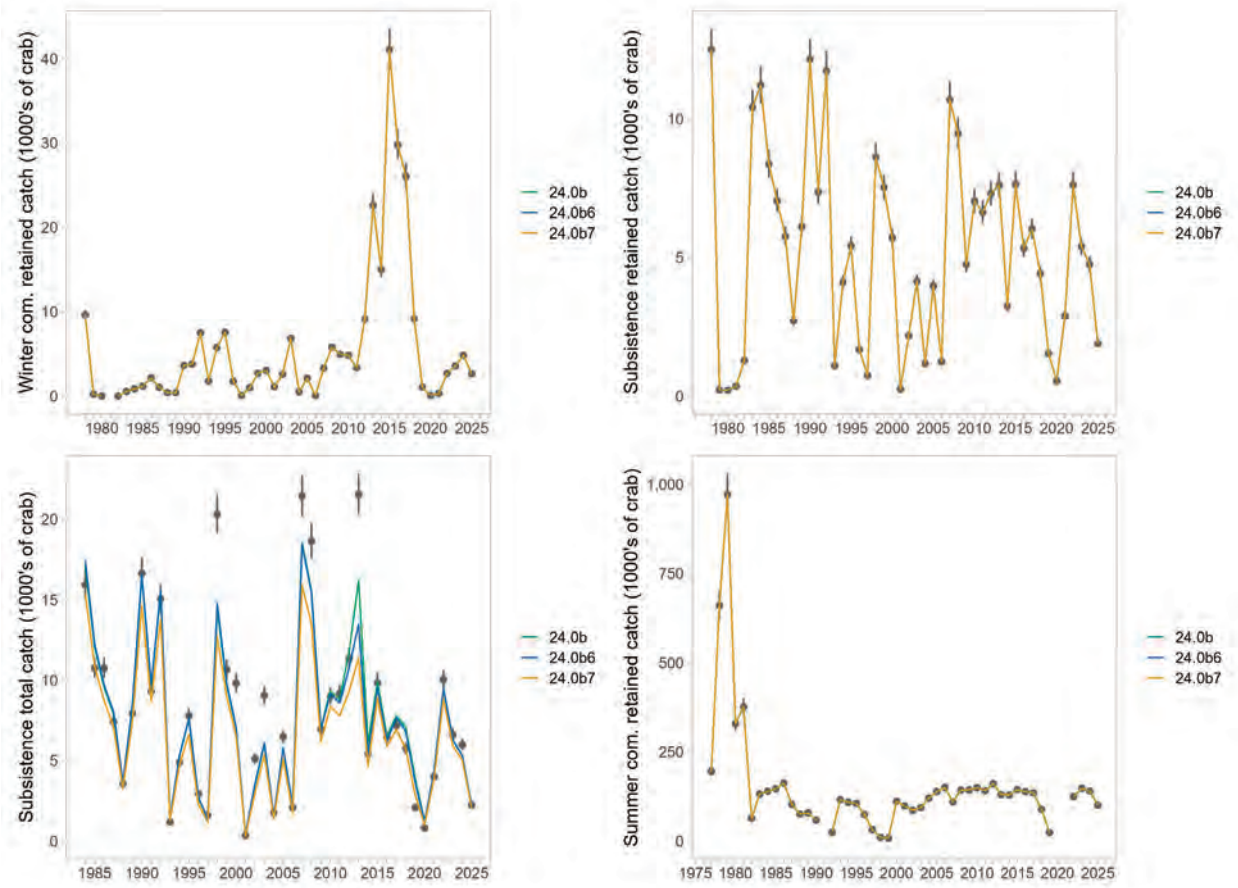 Winter com. retained catch (1000's of crab)
40
30
20
10
0
1980 1985 1990 1995 2000 2005 2010 2015 2020 2025
24.0b
24.0b6
24.0b7
Subsistence retained catch (1000's of crab)
10
5
0
1980 1985 1990 1995 2000 2005 2010 2015 2020 2025
24.0b
24.0b6
24.0b7
Subsistence total catch (1000's of crab)
20
15
10
5
0
1985 1990 1995 2000 2005 2010 2015 2020 2025
24.0b
24.0b6
24.0b7
Summer com. retained catch (1000's of crab)
1,000
750
500
250
0
1975 1980 1985 1990 1995 2000 2005 2010 2015 2020 2025
24.0b
24.0b6
24.0b7